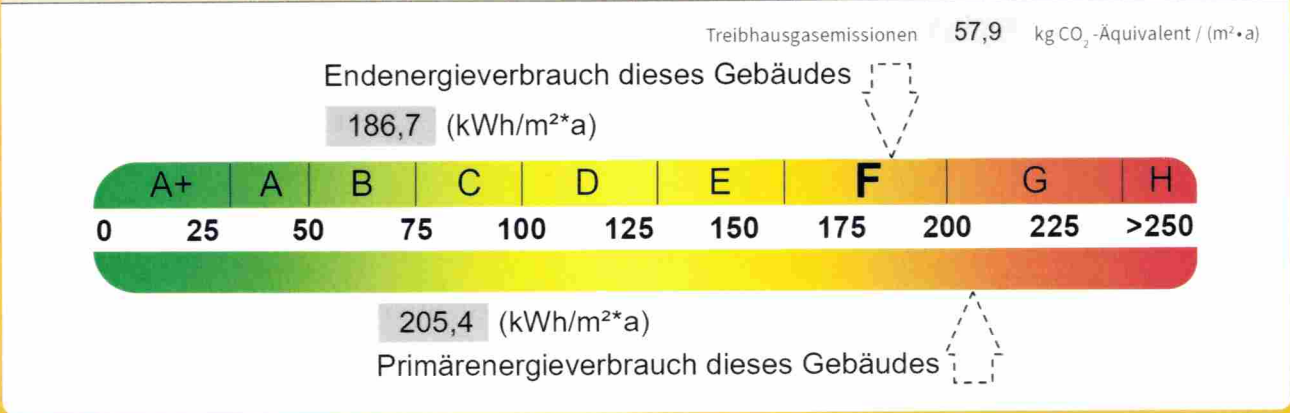 Treibhausgasemissionen 57,9 kg CO₂-Äquivalent / (m²•a)
Endenergieverbrauch dieses Gebäudes
186,7 (kWh/m²*a)
A+ A B C D E F G H
0 25 50 75 100 125 150 175 200 225 >250
205,4 (kWh/m²*a)
Primärenergieverbrauch dieses Gebäudes